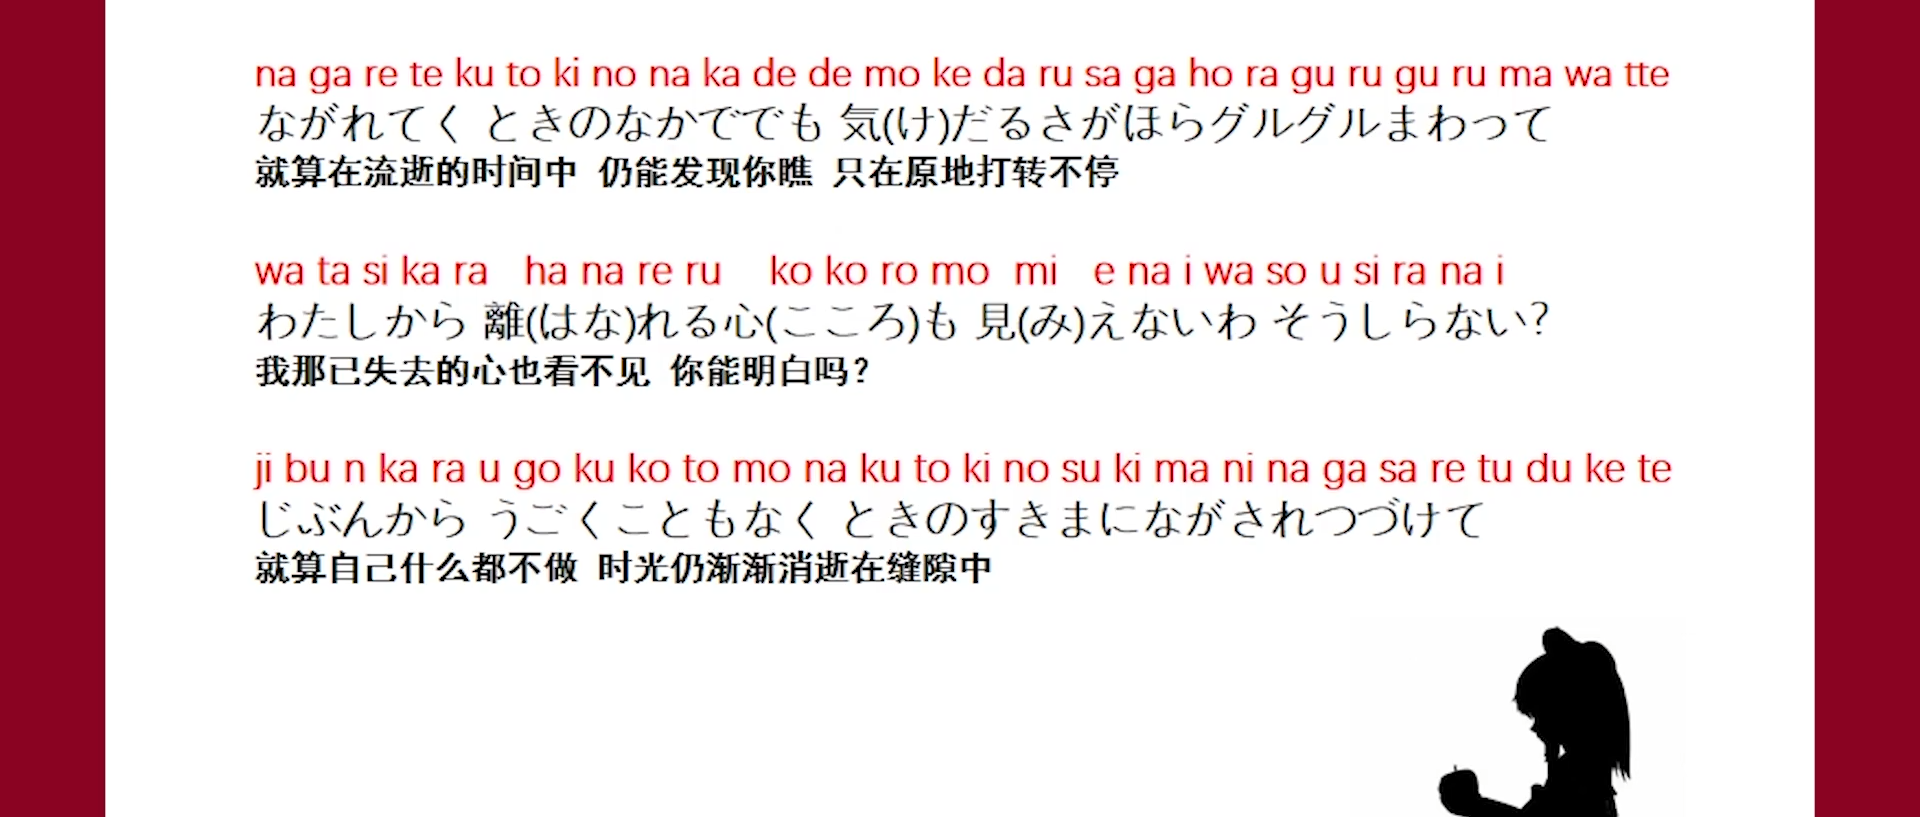 na ga re te ku to ki no na ka de de mo ke da ru sa ga ho ra gu ru gu ru ma wa tte
ながれてく ときのなかででも 気(け)だるさがほらグルグルまわって
就算在流逝的时间中 仍能发现你瞧 只在原地打转不停
wa ta si ka ra ha na re ru ko ko ro mo mi e na i wa so u si ra na i
わたしから 離(はな)れる心(こころ)も 見(み)えないわ そうしらない?
我那已失去的心也看不见 你能明白吗?
ji bu n ka ra u go ku ko to mo na ku to ki no su ki ma ni na ga sa re tu du ke te
じぶんから うごくこともなく ときのすきまにながされつづけて
就算自己什么都不做 时光仍渐渐消逝在缝隙中